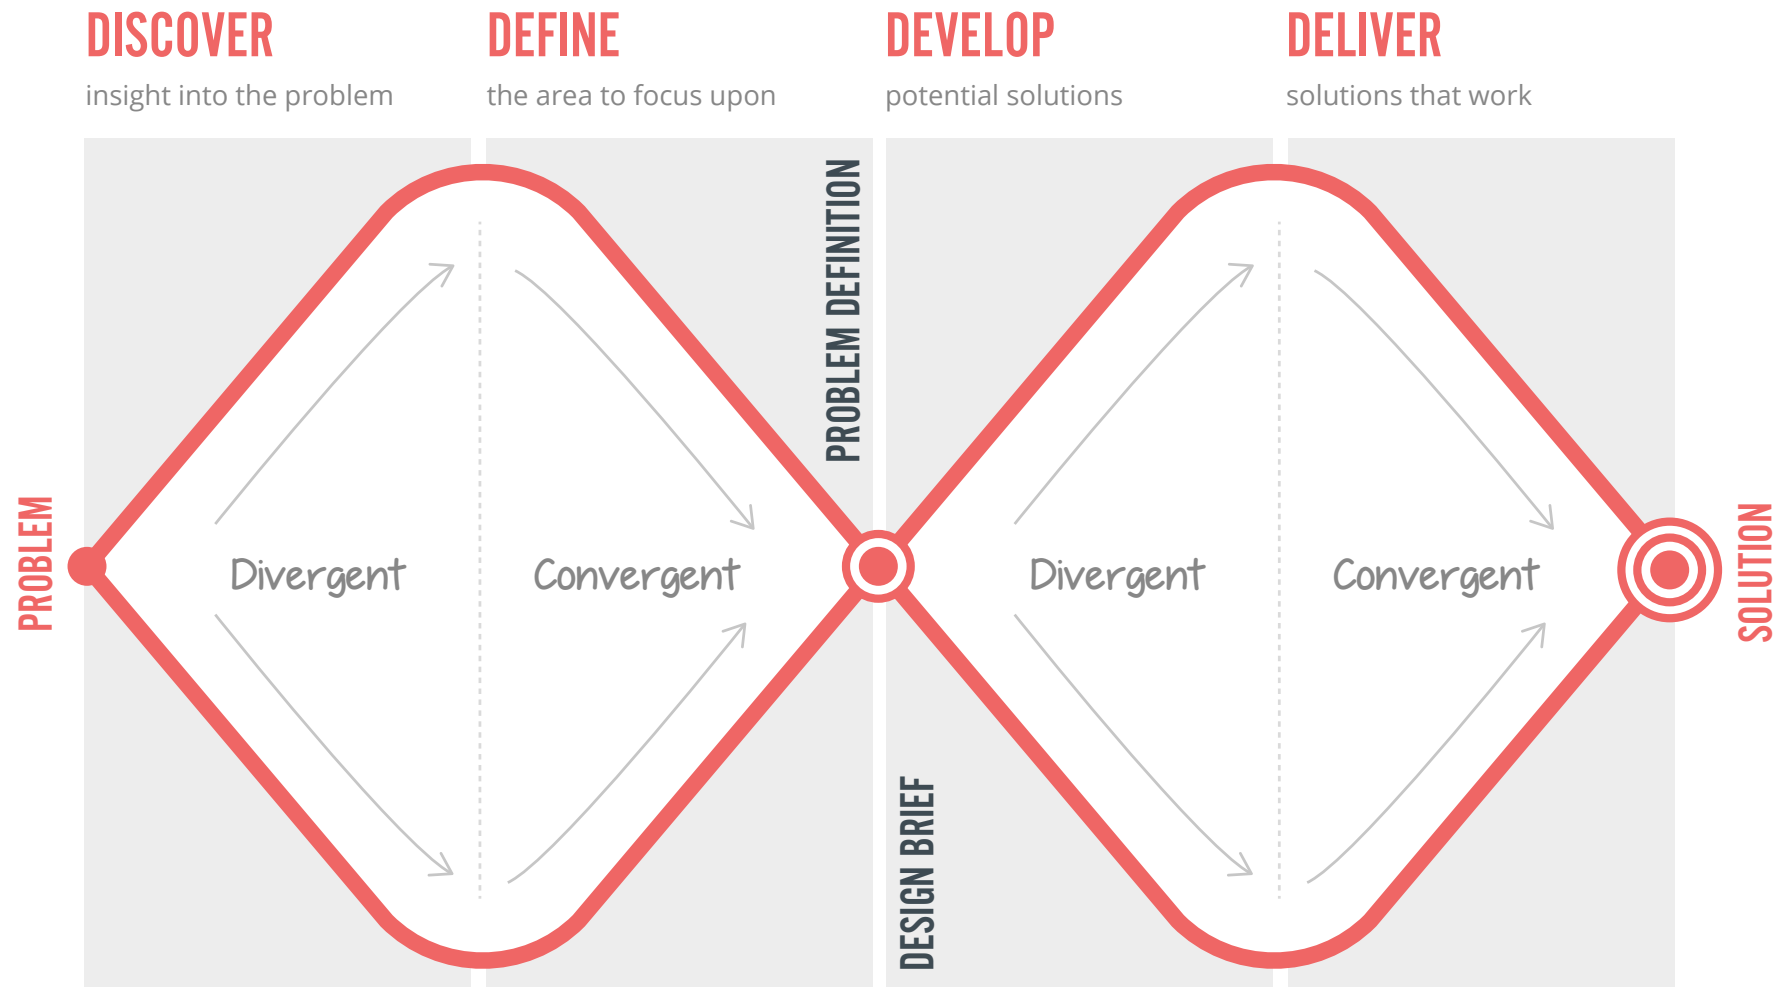 DISCOVER
insight into the problem
DEFINE
the area to focus upon
DEVELOP
potential solutions
DELIVER
solutions that work
PROBLEM
Divergent
Convergent
PROBLEM DEFINITION
DESIGN BRIEF
Divergent
Convergent
SOLUTION